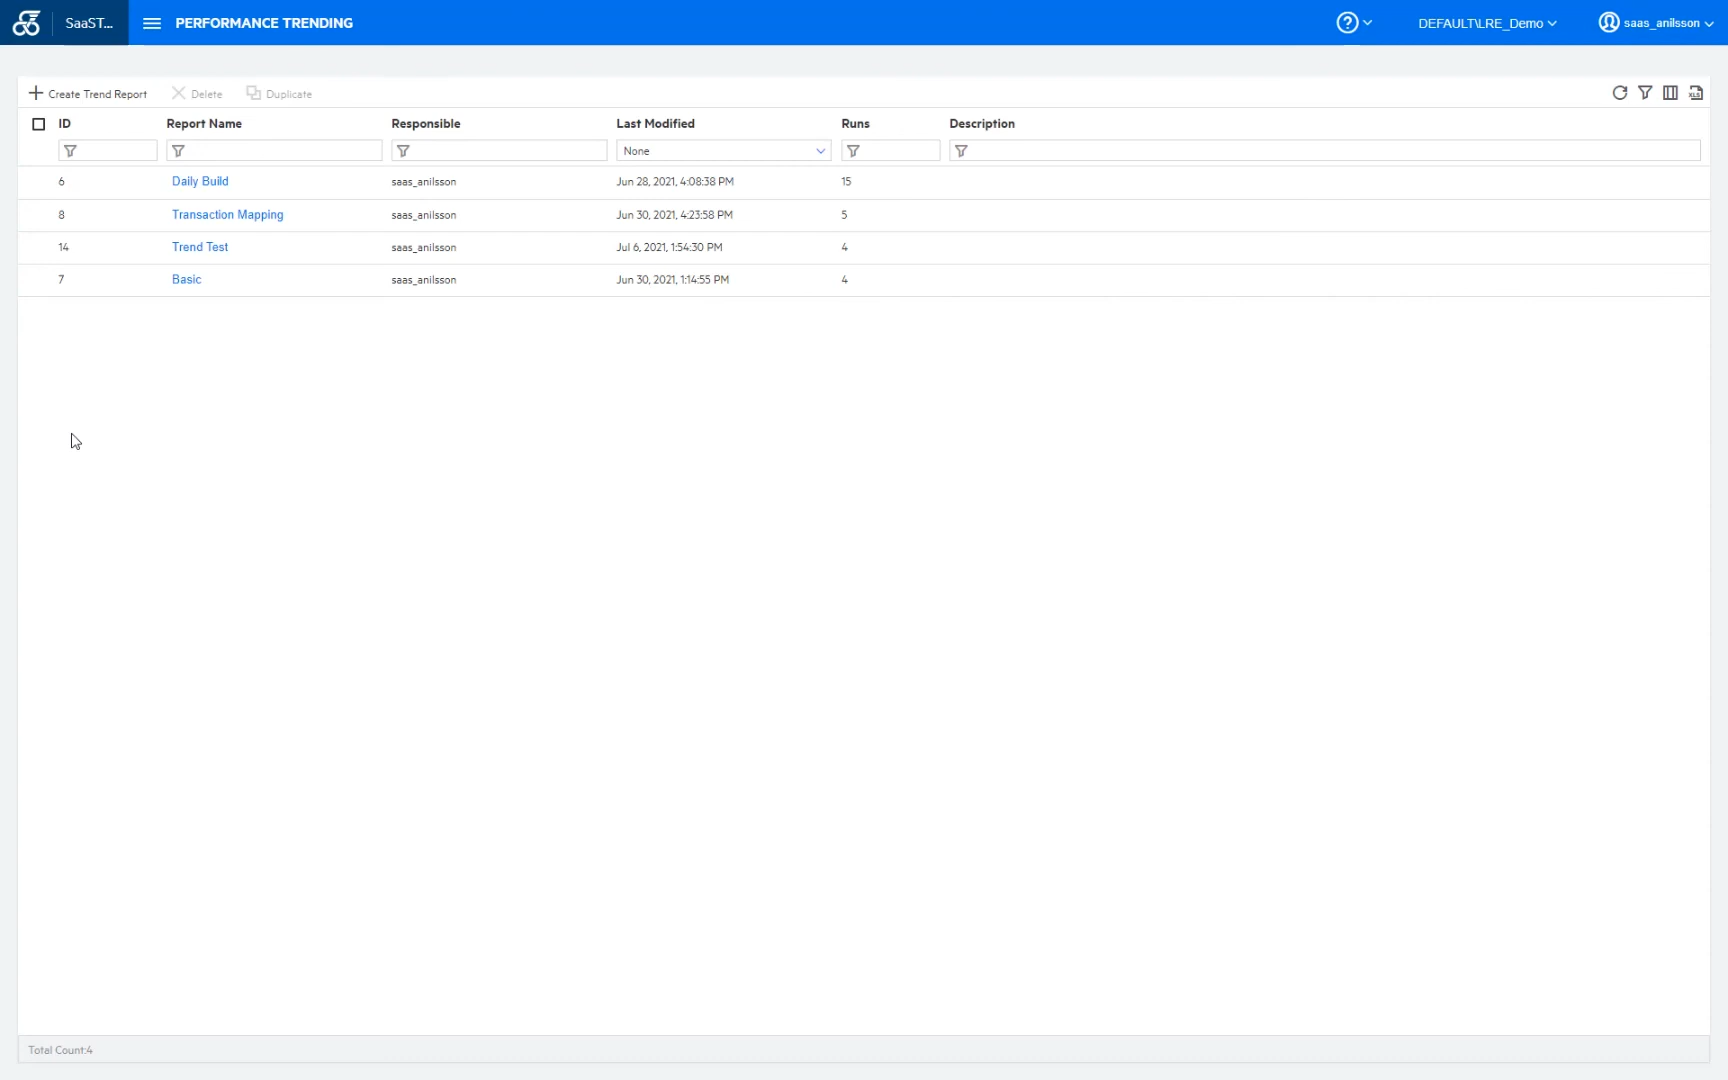 SaaST... PERFORMANCE TRENDING DEFAULT\LRE_Demo saas_anilsson
Create Trend Report Delete Duplicate XLS
ID Report Name Responsible Last Modified Runs Description
None
6 Daily Build saas_anilsson Jun 28, 2021, 4:08:38 PM 15
8 Transaction Mapping saas_anilsson Jun 30, 2021, 4:23:58 PM 5
14 Trend Test saas_anilsson Jul 6, 2021, 1:54:30 PM 4
7 Basic saas_anilsson Jun 30, 2021, 1:14:55 PM 4
Total Count:4